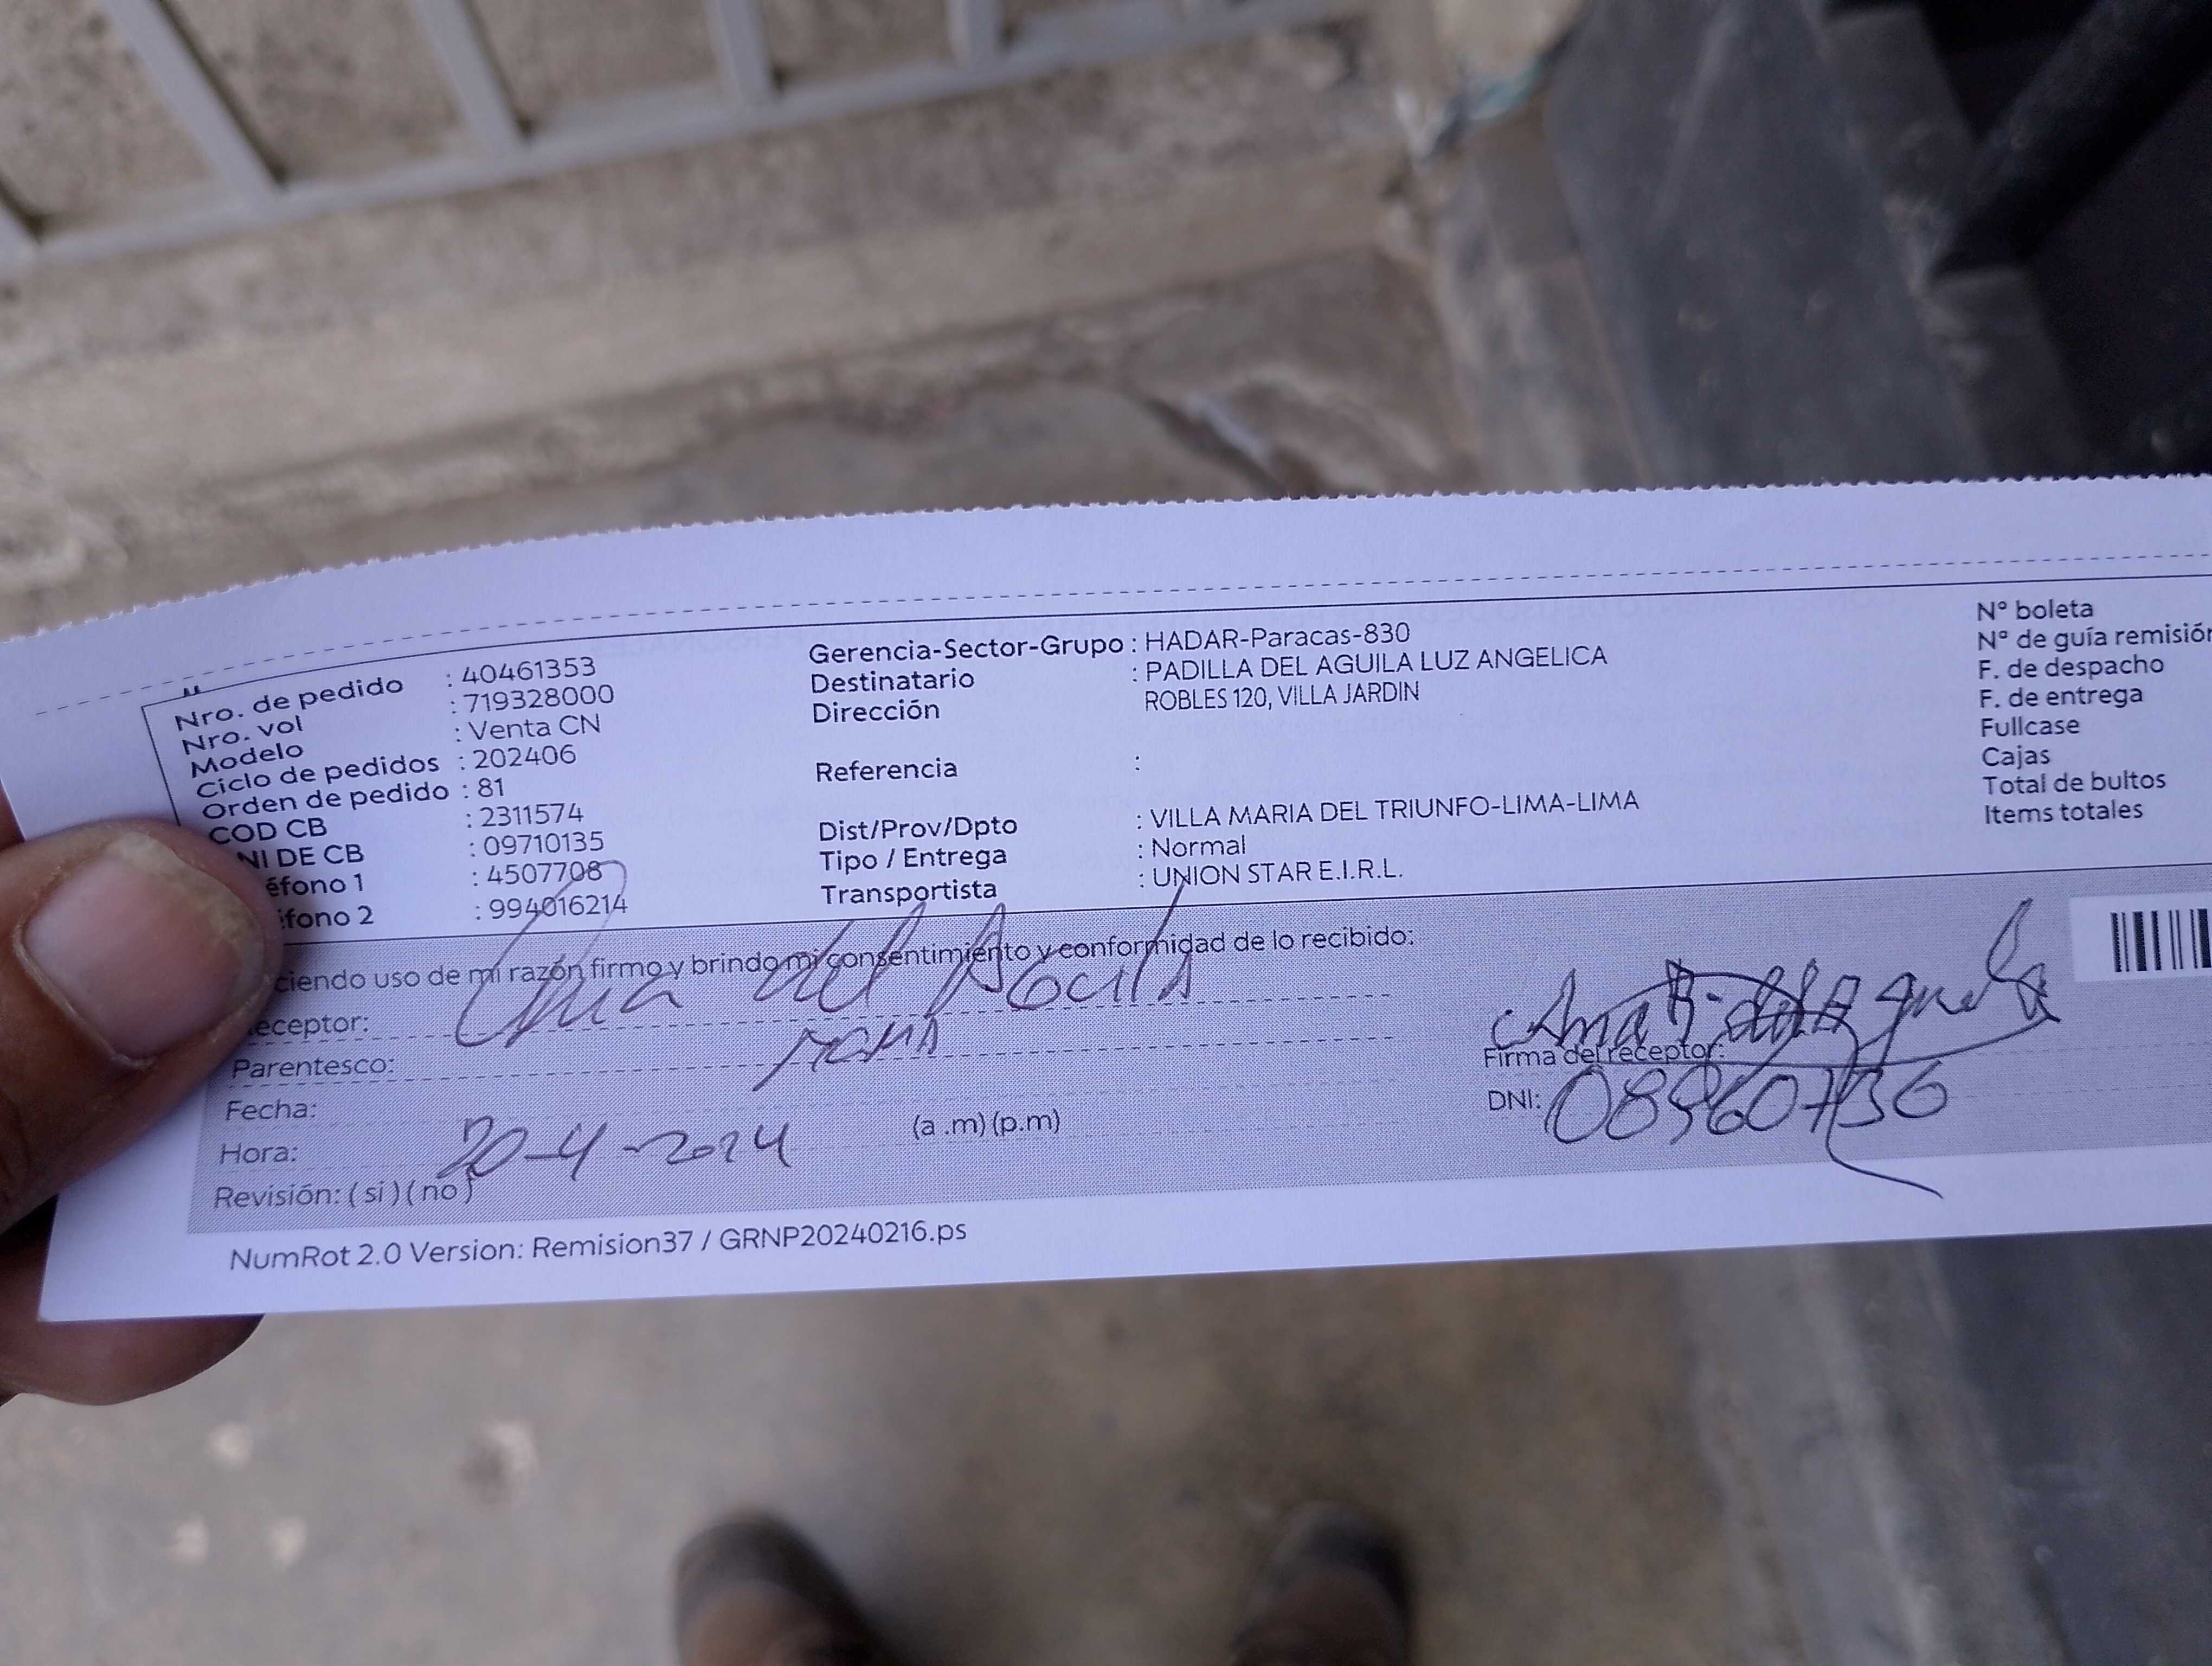 Nro. de pedido : 40461353
Nro. vol : 719328000
Modelo : Venta CN
Ciclo de pedidos : 202406
Orden de pedido : 81
COD CB : 2311574
NI DE CB : 09710135
éfono 1 : 4507708
fono 2 : 994016214
Gerencia-Sector-Grupo : HADAR-Paracas-830
Destinatario : PADILLA DEL AGUILA LUZ ANGELICA
Dirección ROBLES 120, VILLA JARDIN
Referencia :
Dist/Prov/Dpto : VILLA MARIA DEL TRIUNFO-LIMA-LIMA
Tipo / Entrega : Normal
Transportista : UNION STAR E.I.R.L.
N° boleta
N° de guía remisión
F. de despacho
F. de entrega
Fullcase
Cajas
Total de bultos
Items totales
ciendo uso de mi razón firmo y brindo mi consentimiento y conformidad de lo recibido:
eceptor: Ana del Aguila
Parentesco: mamá
Fecha: 20-4-2024
Hora: (a .m) (p.m)
Revisión: ( si ) ( no )
Firma del receptor: Ana del Aguila
DNI:
NumRot 2.0 Version: Remision37 / GRNP20240216.ps